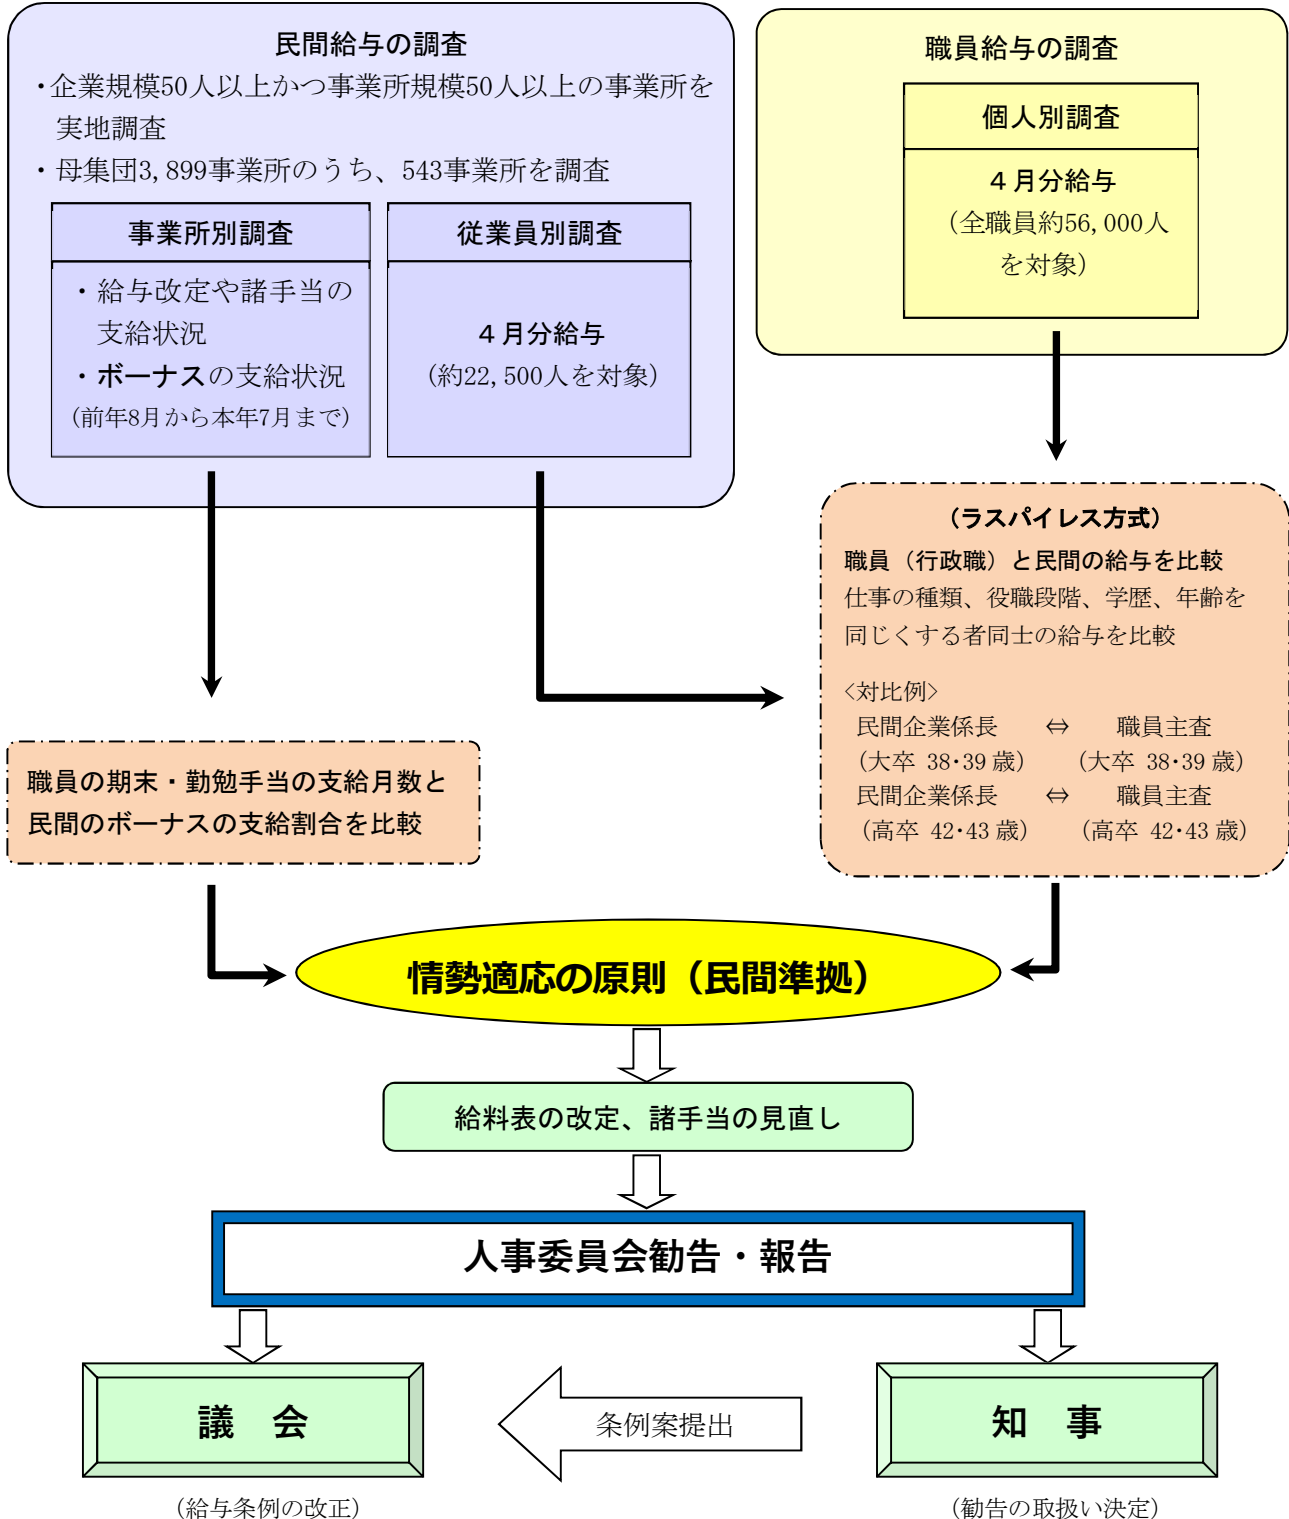 民間給与の調査
・企業規模50人以上かつ事業所規模50人以上の事業所を
実地調査
・母集団3,899事業所のうち、543事業所を調査
事業所別調査
・給与改定や諸手当の
支給状況
・ボーナスの支給状況
(前年8月から本年7月まで)
従業員別調査
４月分給与
(約22,500人を対象)
職員給与の調査
個人別調査
４月分給与
(全職員約56,000人
を対象)
(ラスパイレス方式)
職員（行政職）と民間の給与を比較
仕事の種類、役職段階、学歴、年齢を
同じくする者同士の給与を比較
<対比例>
民間企業係長 ⇔ 職員主査
(大卒 38･39 歳) (大卒 38･39 歳)
民間企業係長 ⇔ 職員主査
(高卒 42･43 歳) (高卒 42･43 歳)
職員の期末・勤勉手当の支給月数と
民間のボーナスの支給割合を比較
情勢適応の原則（民間準拠）
給料表の改定、諸手当の見直し
人事委員会勧告・報告
議　会
条例案提出
知　事
(給与条例の改正)
(勧告の取扱い決定)